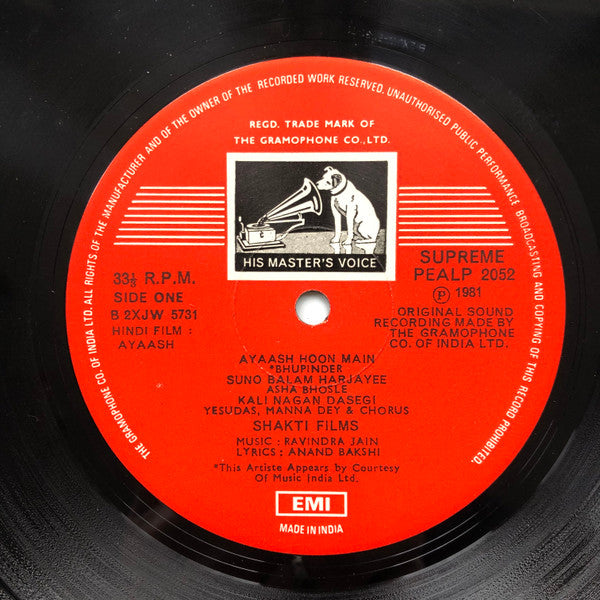 THE GRAMOPHONE CO. OF INDIA LTD. ALL RIGHTS OF THE MANUFACTURER AND OF THE OWNER OF THE RECORDED WORK RESERVED. UNAUTHORISED PUBLIC PERFORMANCE BROADCASTING AND COPYING OF THIS RECORD PROHIBITED.
REGD. TRADE MARK OF
THE GRAMOPHONE CO., LTD.
HIS MASTER'S VOICE
33⅓ R.P.M.
SIDE ONE
B 2XJW 5731
HINDI FILM :
AYAASH
SUPREME
PEALP 2052
Ⓟ 1981
ORIGINAL SOUND
RECORDING MADE BY
THE GRAMOPHONE
CO. OF INDIA LTD.
AYAASH HOON MAIN
*BHUPINDER
SUNO BALAM HARJAYEE
ASHA BHOSLE
KALI NAGAN DASEGI
YESUDAS, MANNA DEY & CHORUS
SHAKTI FILMS
MUSIC : RAVINDRA JAIN
LYRICS : ANAND BAKSHI
*This Artiste Appears by Courtesy
Of Music India Ltd.
EMI
MADE IN INDIA